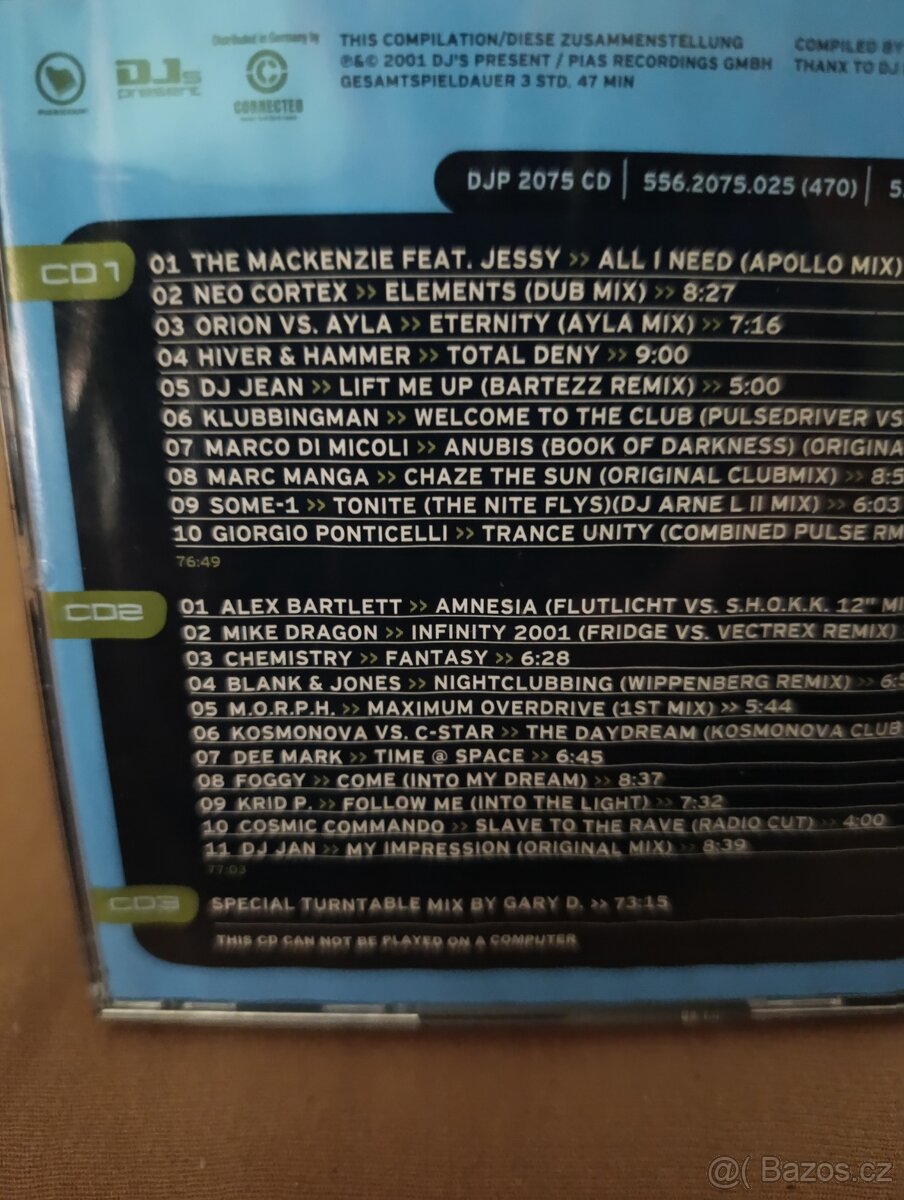 Distributed in Germany by
DJs
present
CONNECTED
THIS COMPILATION/DIESE ZUSAMMENSTELLUNG
℗&© 2001 DJ'S PRESENT / PIAS RECORDINGS GMBH
GESAMTSPIELDAUER 3 STD. 47 MIN
COMPILED BY
THANX TO DJ
DJP 2075 CD | 556.2075.025 (470) | 5.
CD1
01 THE MACKENZIE FEAT. JESSY >> ALL I NEED (APOLLO MIX)
02 NEO CORTEX >> ELEMENTS (DUB MIX) >> 8:27
03 ORION VS. AYLA >> ETERNITY (AYLA MIX) >> 7:16
04 HIVER & HAMMER >> TOTAL DENY >> 9:00
05 DJ JEAN >> LIFT ME UP (BARTEZZ REMIX) >> 5:00
06 KLUBBINGMAN >> WELCOME TO THE CLUB (PULSEDRIVER VS
07 MARCO DI MICOLI >> ANUBIS (BOOK OF DARKNESS) (ORIGINA
08 MARC MANGA >> CHAZE THE SUN (ORIGINAL CLUBMIX) >> 8:5
09 SOME-1 >> TONITE (THE NITE FLYS)(DJ ARNE L II MIX) >> 6:03
10 GIORGIO PONTICELLI >> TRANCE UNITY (COMBINED PULSE RM
76:49
CD2
01 ALEX BARTLETT >> AMNESIA (FLUTLICHT VS. S.H.O.K.K. 12" MI
02 MIKE DRAGON >> INFINITY 2001 (FRIDGE VS. VECTREX REMIX)
03 CHEMISTRY >> FANTASY >> 6:28
04 BLANK & JONES >> NIGHTCLUBBING (WIPPENBERG REMIX) >> 6:5
05 M.O.R.P.H. >> MAXIMUM OVERDRIVE (1ST MIX) >> 5:44
06 KOSMONOVA VS. C-STAR >> THE DAYDREAM (KOSMONOVA CLUB
07 DEE MARK >> TIME @ SPACE >> 6:45
08 FOGGY >> COME (INTO MY DREAM) >> 8:37
09 KRID P. >> FOLLOW ME (INTO THE LIGHT) >> 7:32
10 COSMIC COMMANDO >> SLAVE TO THE RAVE (RADIO CUT) >> 4:00
11 DJ JAN >> MY IMPRESSION (ORIGINAL MIX) >> 8:39
77:03
CD3
SPECIAL TURNTABLE MIX BY GARY D. >> 73:15
THIS CD CAN NOT BE PLAYED ON A COMPUTER
@( Bazos.cz